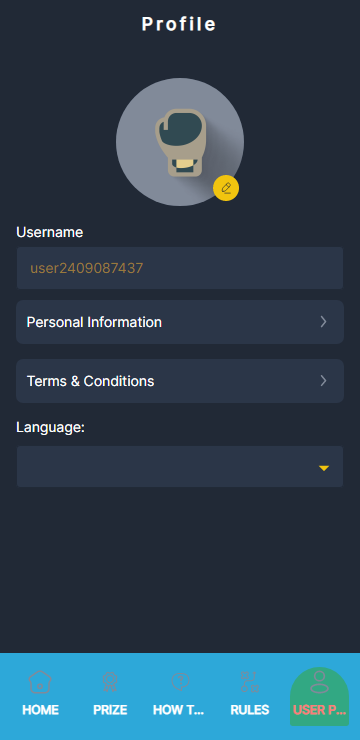 Profile
Username
user2409087437
Personal Information
Terms & Conditions
Language:
HOME PRIZE HOW T... RULES USER P...